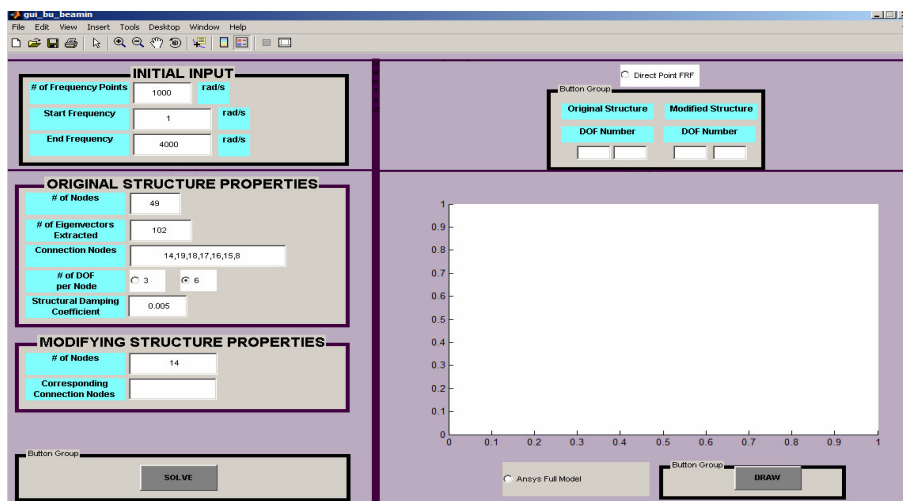 gui_bu_beamin
File Edit View Insert Tools Desktop Window Help
INITIAL INPUT
# of Frequency Points 1000 rad/s
Start Frequency 1 rad/s
End Frequency 4000 rad/s
ORIGINAL STRUCTURE PROPERTIES
# of Nodes 49
# of Eigenvectors
Extracted
102
Connection Nodes 14,19,18,17,16,15,8
# of DOF
per Node
3 6
Structural Damping
Coefficient
0.005
MODIFYING STRUCTURE PROPERTIES
# of Nodes 14
Corresponding
Connection Nodes
Button Group
SOLVE
Direct Point FRF
Button Group
Original Structure Modified Structure
DOF Number DOF Number
1
0.9
0.8
0.7
0.6
0.5
0.4
0.3
0.2
0.1
0
0 0.1 0.2 0.3 0.4 0.5 0.6 0.7 0.8 0.9 1
Ansys Full Model
Button Group
DRAW